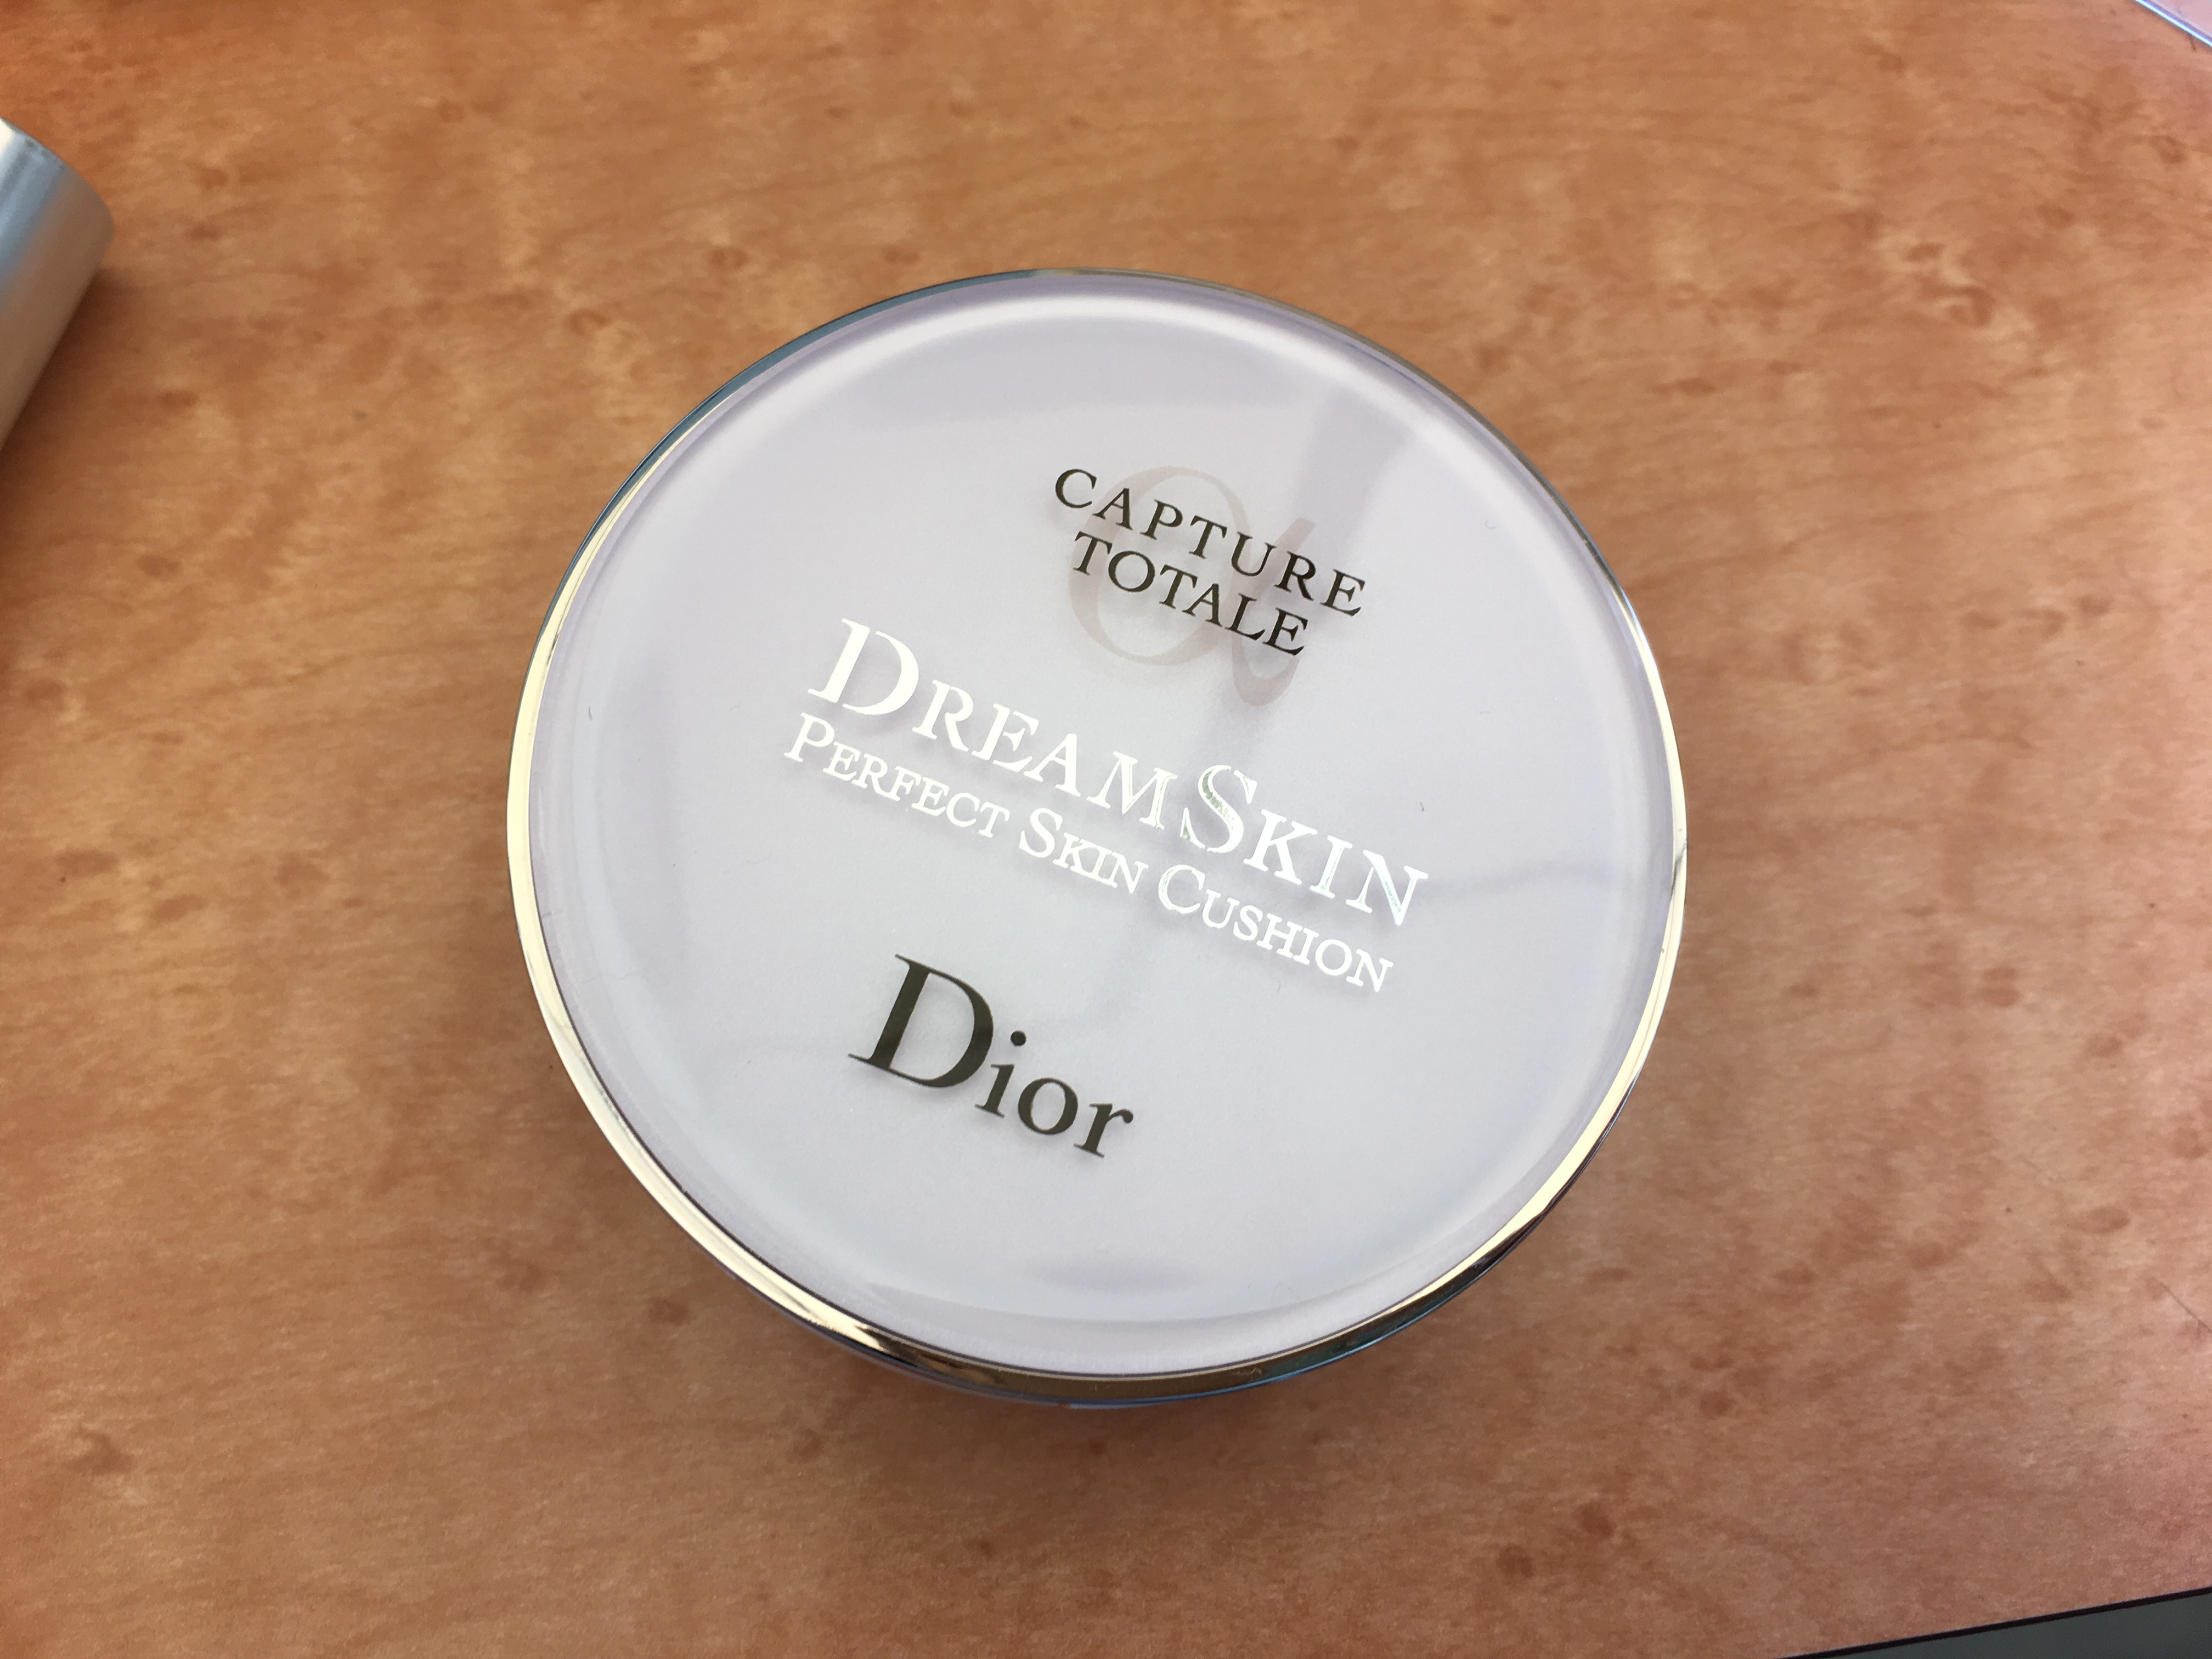 CAPTURE
TOTALE
DREAMSKIN
PERFECT SKIN CUSHION
Dior